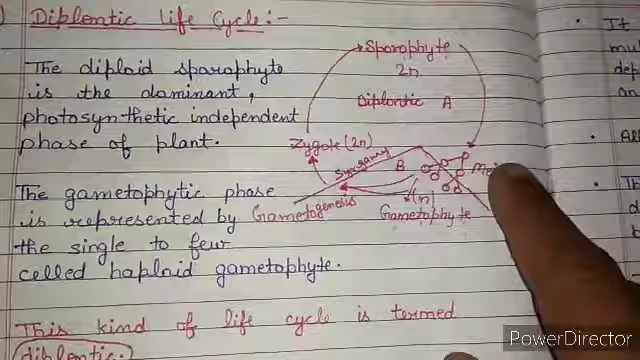 Diplontic Life Cycle:-
The diploid sporophyte
is the dominant,
photosynthetic independent
phase of plant.
The gametophytic phase
is represented by
the single to few
celled haploid gametophyte.
This kind of life cycle is termed
diplontic.
Sporophyte
2n
Diplontic A
Zygote (2n)
Syngamy
B
Gametogenesis
(n)
Gametophyte
It
an
PowerDirector